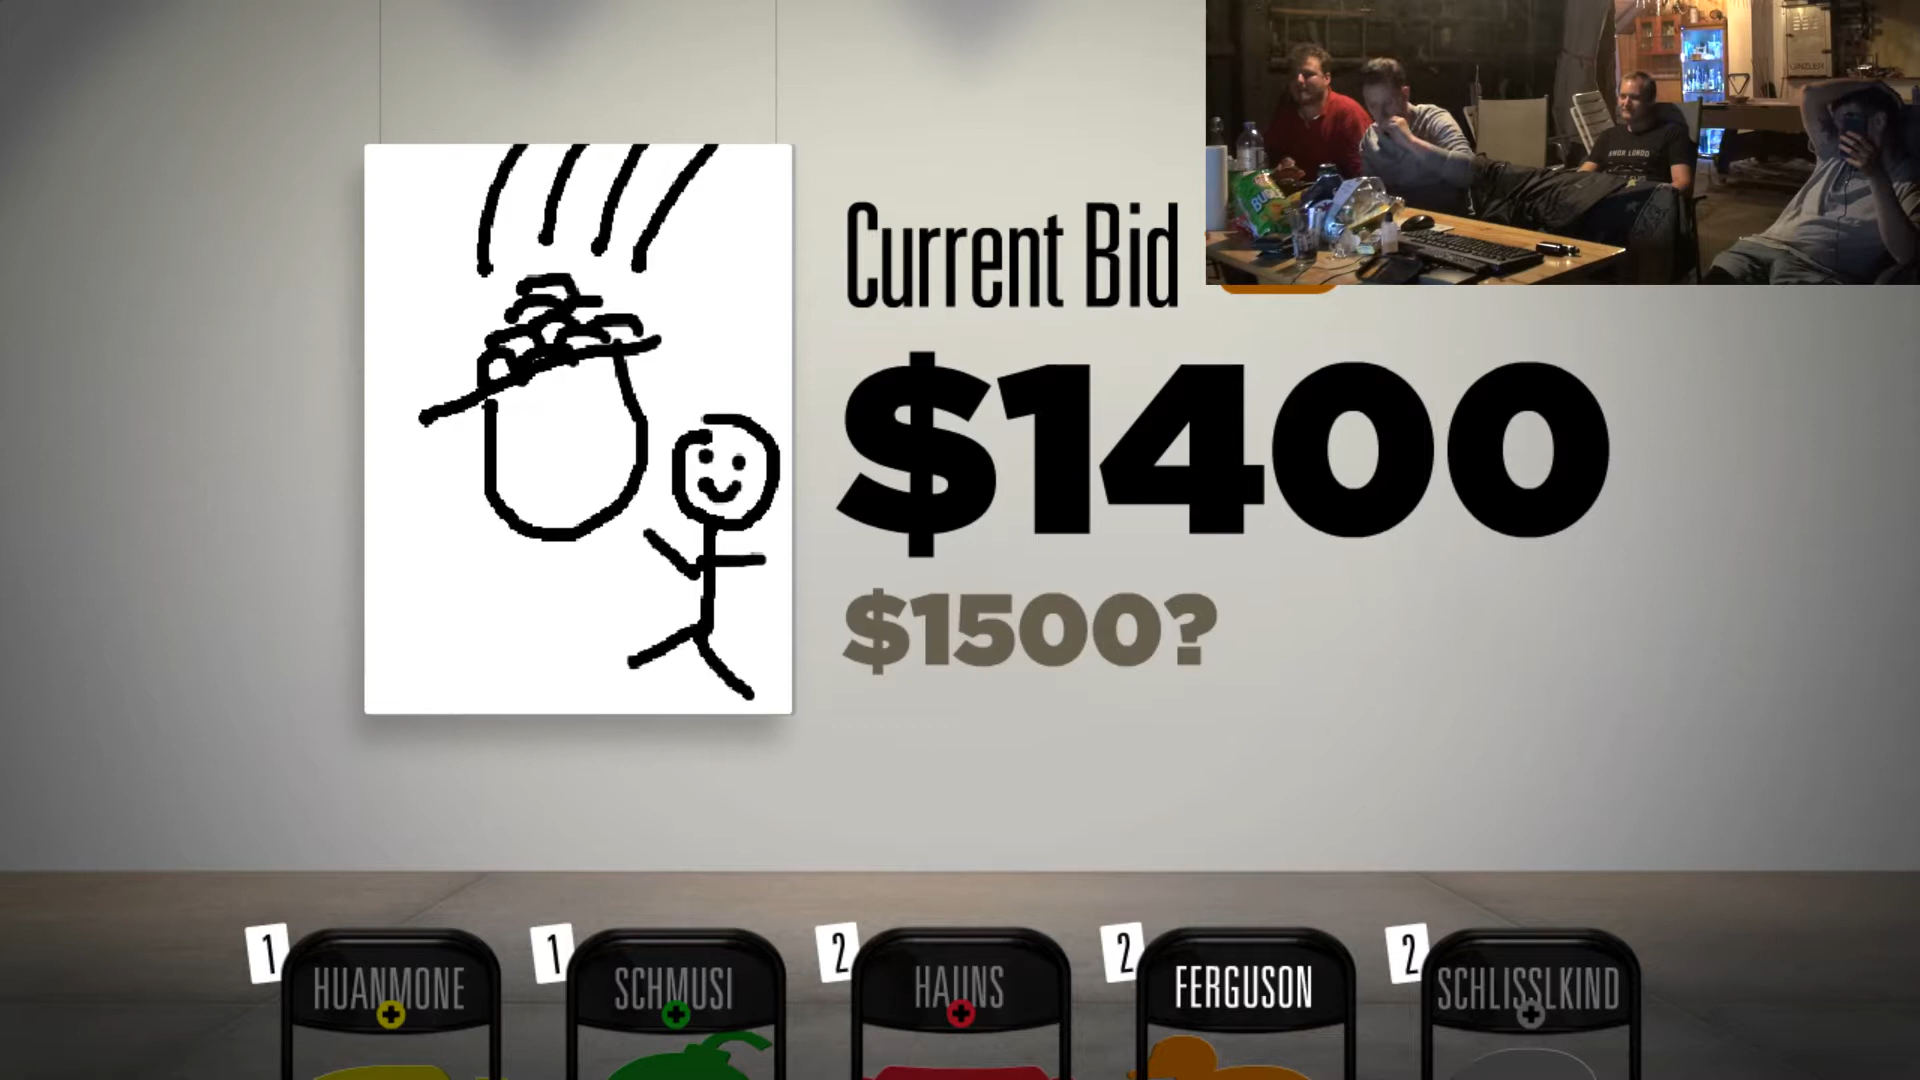 Current Bid
$1400
$1500?
1
HUANMONE
1
SCHMUSI
2
HAUNS
2
FERGUSON
2
SCHLISSLKIND